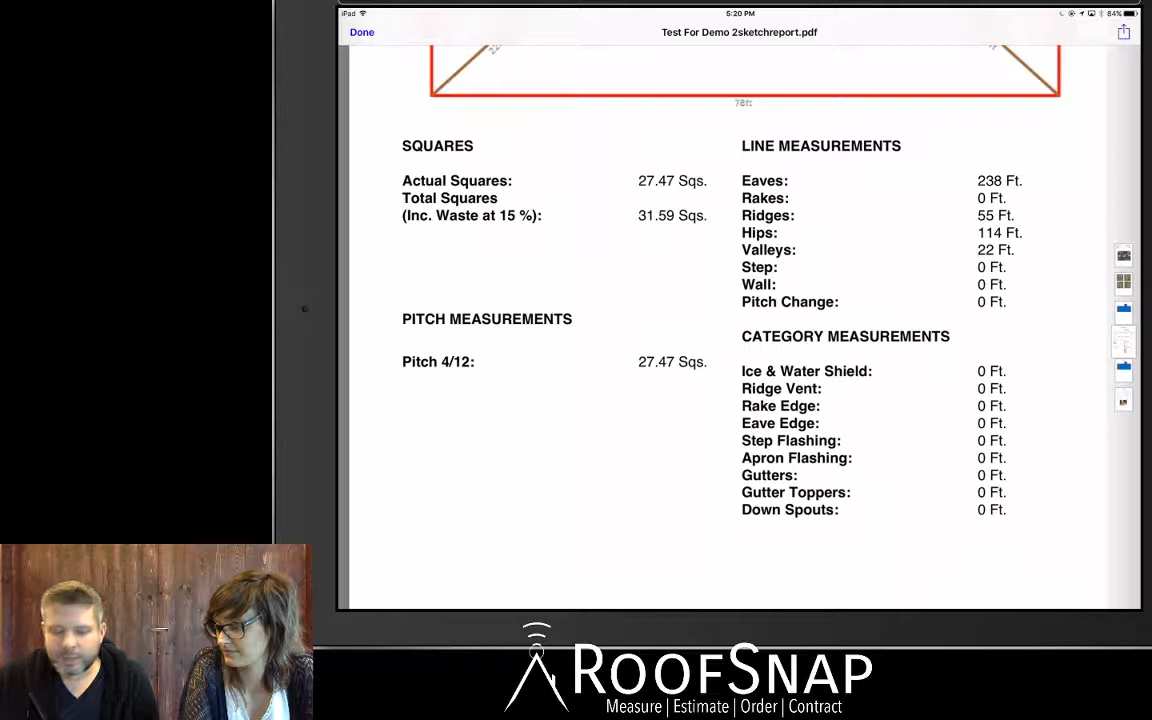 iPad
5:20 PM
84%
Done
Test For Demo 2sketchreport.pdf
76ft
SQUARES
Actual Squares: 27.47 Sqs.
Total Squares
(Inc. Waste at 15 %): 31.59 Sqs.
PITCH MEASUREMENTS
Pitch 4/12: 27.47 Sqs.
LINE MEASUREMENTS
Eaves: 238 Ft.
Rakes: 0 Ft.
Ridges: 55 Ft.
Hips: 114 Ft.
Valleys: 22 Ft.
Step: 0 Ft.
Wall: 0 Ft.
Pitch Change: 0 Ft.
CATEGORY MEASUREMENTS
Ice & Water Shield: 0 Ft.
Ridge Vent: 0 Ft.
Rake Edge: 0 Ft.
Eave Edge: 0 Ft.
Step Flashing: 0 Ft.
Apron Flashing: 0 Ft.
Gutters: 0 Ft.
Gutter Toppers: 0 Ft.
Down Spouts: 0 Ft.
ROOFSNAP
Measure | Estimate | Order | Contract